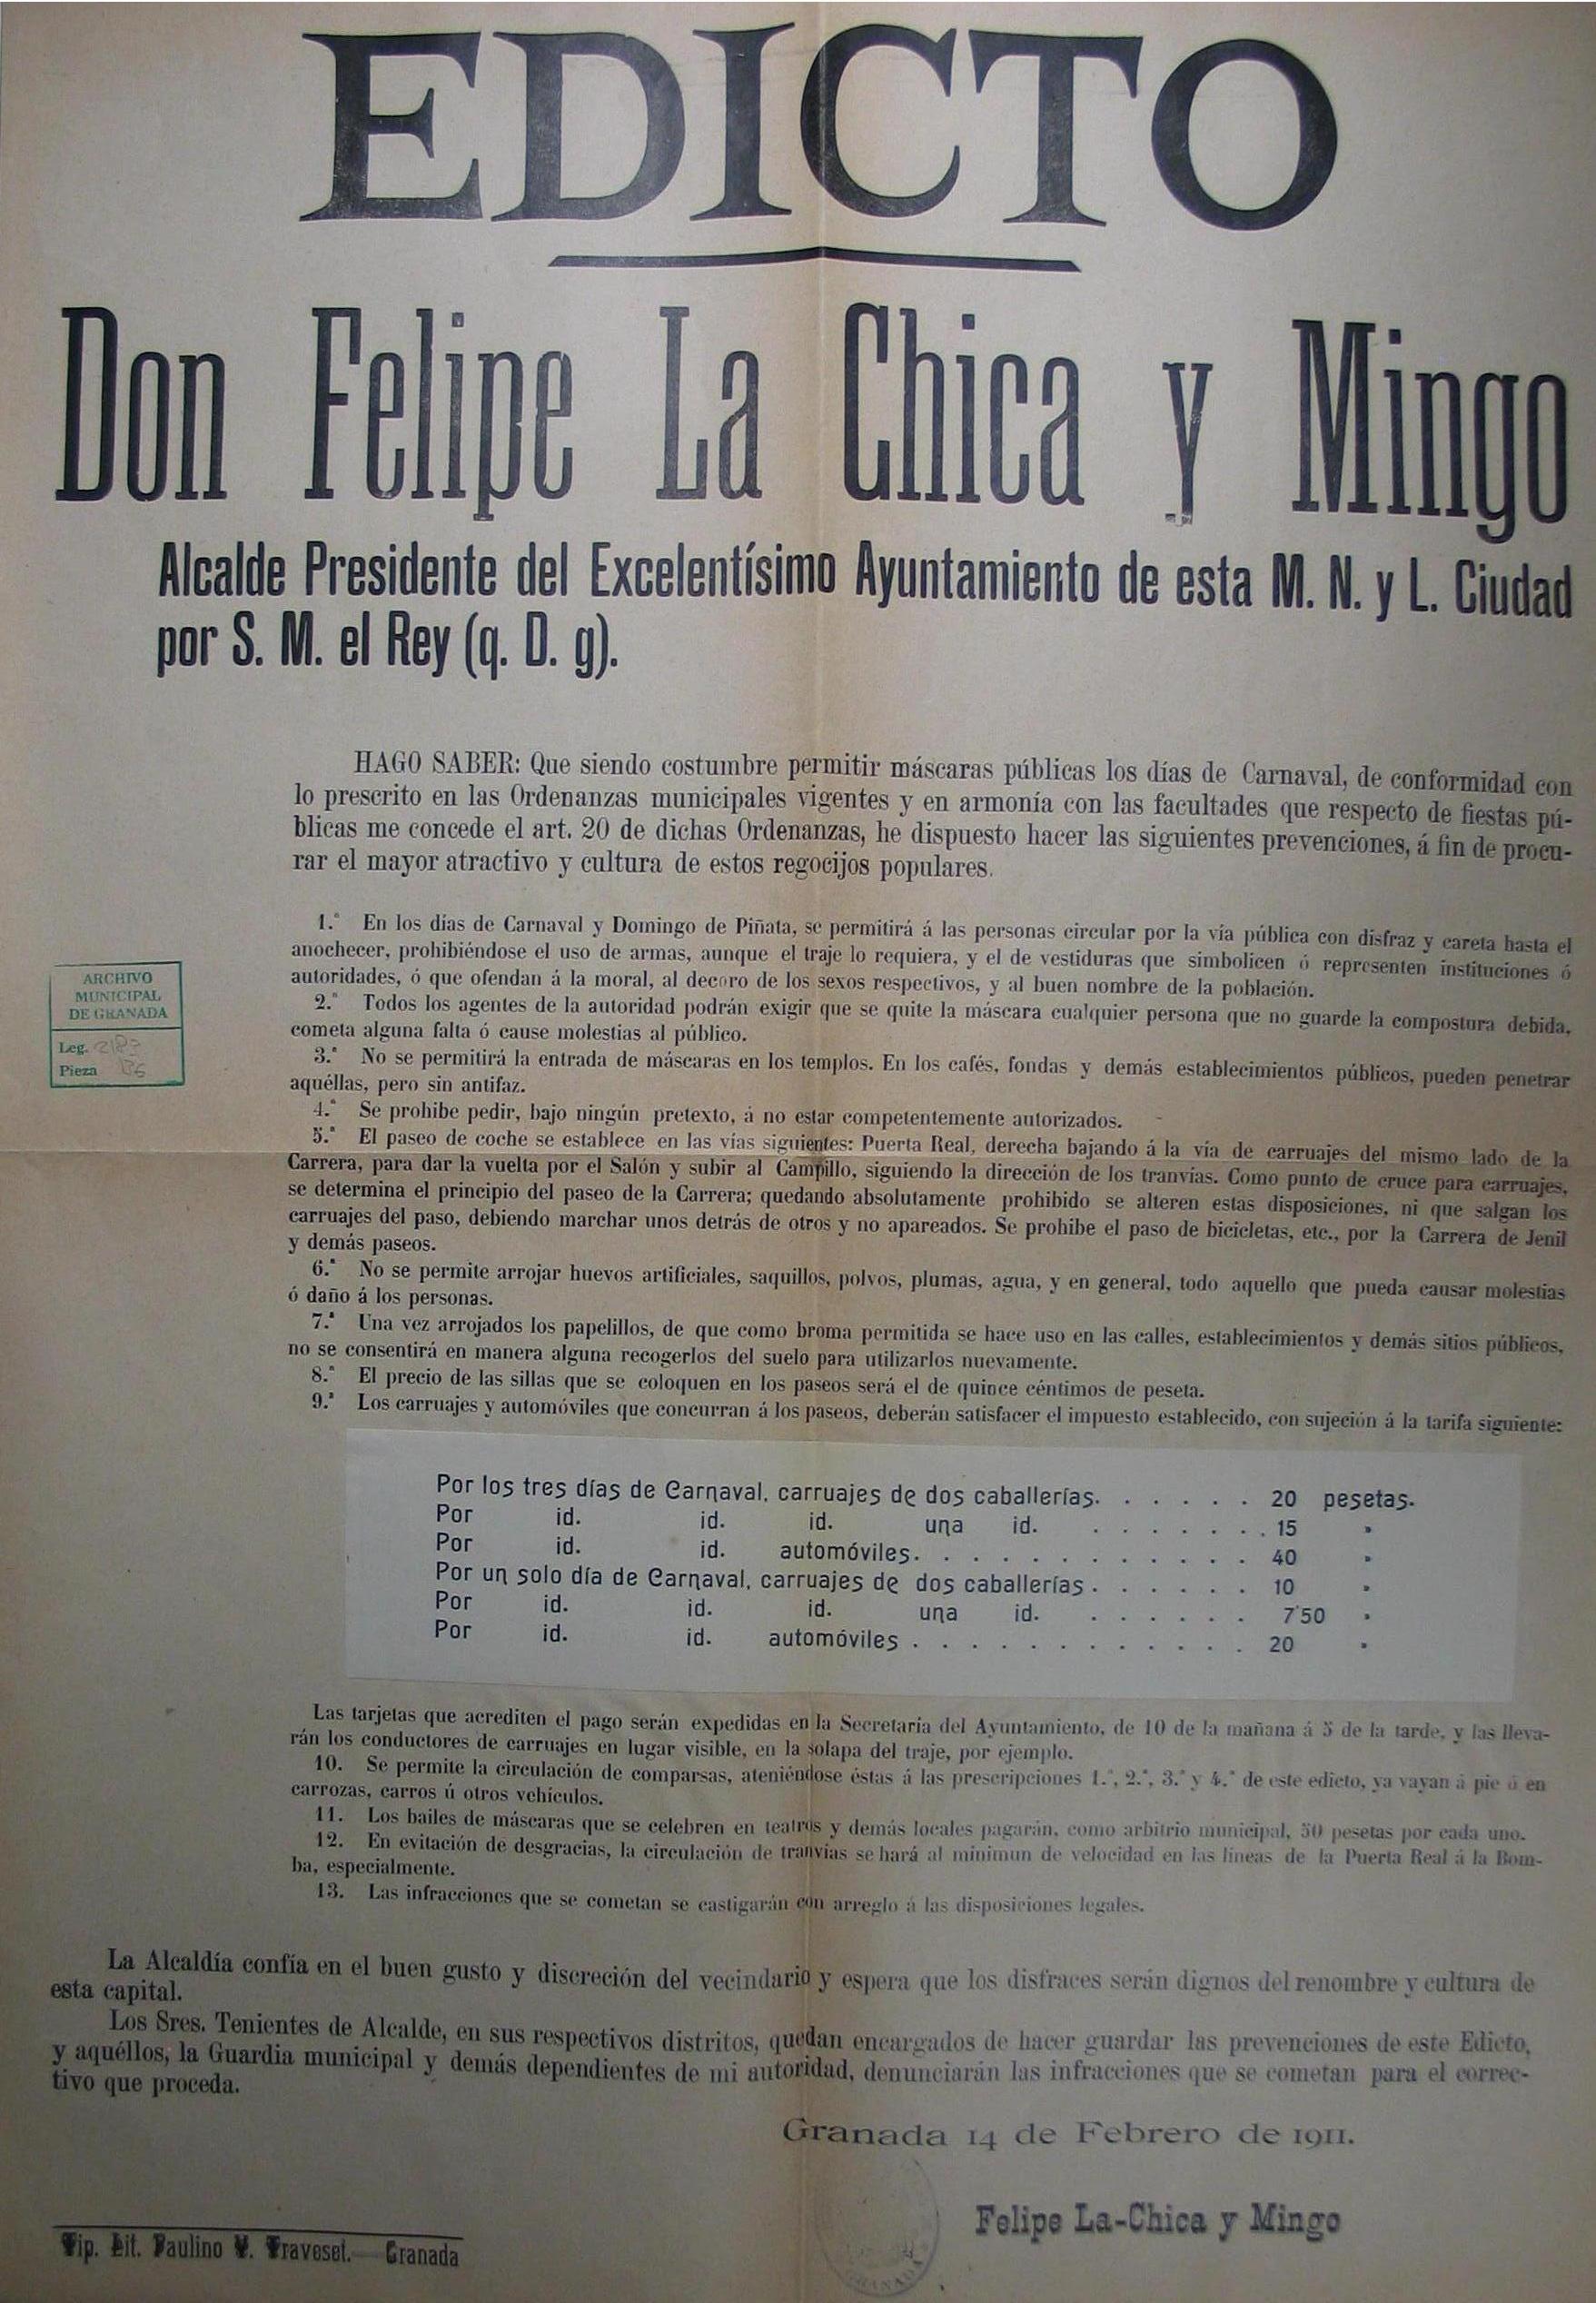 EDICTO
Don Felipe La Chica y Mingo
Alcalde Presidente del Excelentísimo Ayuntamiento de esta M. N. y L. Ciudad
por S. M. el Rey (q. D. g).
HAGO SABER: Que siendo costumbre permitir máscaras públicas los días de Carnaval, de conformidad con
lo prescrito en las Ordenanzas municipales vigentes y en armonía con las facultades que respecto de fiestas pú-
blicas me concede el art. 20 de dichas Ordenanzas, he dispuesto hacer las siguientes prevenciones, á fin de procu-
rar el mayor atractivo y cultura de estos regocijos populares.
1.ª En los días de Carnaval y Domingo de Piñata, se permitirá á las personas circular por la vía pública con disfraz y careta hasta el
anochecer, prohibiéndose el uso de armas, aunque el traje lo requiera, y el de vestiduras que simbolicen ó representen instituciones ó
autoridades, ó que ofendan á la moral, al decoro de los sexos respectivos, y al buen nombre de la población.
2.ª Todos los agentes de la autoridad podrán exigir que se quite la máscara cualquier persona que no guarde la compostura debida,
cometa alguna falta ó cause molestias al público.
3.ª No se permitirá la entrada de máscaras en los templos. En los cafés, fondas y demás establecimientos públicos, pueden penetrar
aquéllas, pero sin antifaz.
4.ª Se prohibe pedir, bajo ningún pretexto, á no estar competentemente autorizados.
5.ª El paseo de coche se establece en las vías siguientes: Puerta Real, derecha bajando á la vía de carruajes del mismo lado de la
Carrera, para dar la vuelta por el Salón y subir al Campillo, siguiendo la dirección de los tranvías. Como punto de cruce para carruajes,
se determina el principio del paseo de la Carrera; quedando absolutamente prohibido se alteren estas disposiciones, ni que salgan los
carruajes del paso, debiendo marchar unos detrás de otros y no apareados. Se prohibe el paso de bicicletas, etc., por la Carrera de Jenil
y demás paseos.
6.ª No se permite arrojar huevos artificiales, saquillos, polvos, plumas, agua, y en general, todo aquello que pueda causar molestias
ó daño á los personas.
7.ª Una vez arrojados los papelillos, de que como broma permitida se hace uso en las calles, establecimientos y demás sitios públicos,
no se consentirá en manera alguna recogerlos del suelo para utilizarlos nuevamente.
8.ª El precio de las sillas que se coloquen en los paseos será el de quince céntimos de peseta.
9.ª Los carruajes y automóviles que concurran á los paseos, deberán satisfacer el impuesto establecido, con sujeción á la tarifa siguiente:
ARCHIVO
MUNICIPAL
DE GRANADA
Leg. 2183
Pieza
Por los tres días de Carnaval, carruajes de dos caballerías. . . . . . 20 pesetas.
Por id. id. id. una id. . . . . . . . 15 »
Por id. id. automóviles. . . . . . . . . . . . 40 »
Por un solo día de Carnaval, carruajes de dos caballerías . . . . . . 10 »
Por id. id. id. una id. . . . . . . 7'50 »
Por id. id. automóviles . . . . . . . . . . . . 20 »
Las tarjetas que acrediten el pago serán expedidas en la Secretaría del Ayuntamiento, de 10 de la mañana á 5 de la tarde, y las lleva-
rán los conductores de carruajes en lugar visible, en la solapa del traje, por ejemplo.
10. Se permite la circulación de comparsas, ateniéndose éstas á las prescripciones 1.ª, 2.ª, 3.ª y 4.ª de este edicto, ya vayan á pie ó en
carrozas, carros ú otros vehículos.
11. Los bailes de máscaras que se celebren en teatros y demás locales pagarán, como arbitrio municipal, 50 pesetas por cada uno.
12. En evitación de desgracias, la circulación de tranvías se hará al mínimun de velocidad en las líneas de la Puerta Real á la Bom-
ba, especialmente.
13. Las infracciones que se cometan se castigarán con arreglo á las disposiciones legales.
La Alcaldía confía en el buen gusto y discreción del vecindario y espera que los disfraces serán dignos del renombre y cultura de
esta capital.
Los Sres. Tenientes de Alcalde, en sus respectivos distritos, quedan encargados de hacer guardar las prevenciones de este Edicto,
y aquéllos, la Guardia municipal y demás dependientes de mi autoridad, denunciarán las infracciones que se cometan para el correc-
tivo que proceda.
Granada 14 de Febrero de 1911.
Felipe La-Chica y Mingo
Tip. Lit. Paulino V. Traveset.—Granada
GRANADA